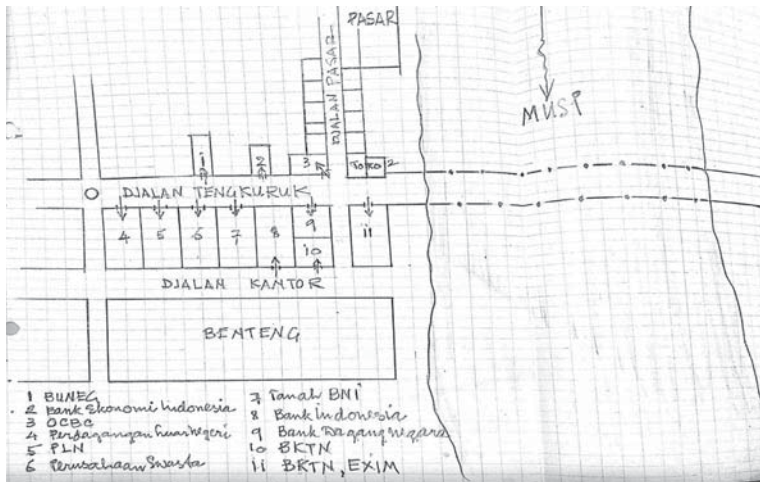 PASAR
DJALAN PASAR
MUSI
1
2
3
TOKO 2
DJALAN TENGKURUK
4
5
6
7
8
9
10
11
DJALAN KANTOR
BENTENG
1 BUNEG
2 Bank Ekonomi Indonesia
3 OCBC
4 Perdagangan Luar Negeri
5 PLN
6 Perusahaan Swasta
7 Tanah BNI
8 Bank Indonesia
9 Bank Dagang negara
10 BKTN
11 BKTN, EXIM